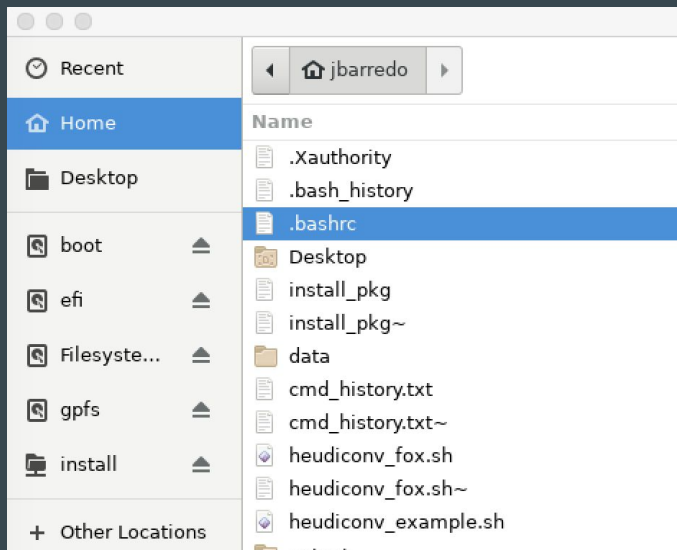 Recent
Home
Desktop
boot
efi
Filesyste...
gpfs
install
+ Other Locations
jbarredo
Name
.Xauthority
.bash_history
.bashrc
Desktop
install_pkg
install_pkg~
data
cmd_history.txt
cmd_history.txt~
heudiconv_fox.sh
heudiconv_fox.sh~
heudiconv_example.sh